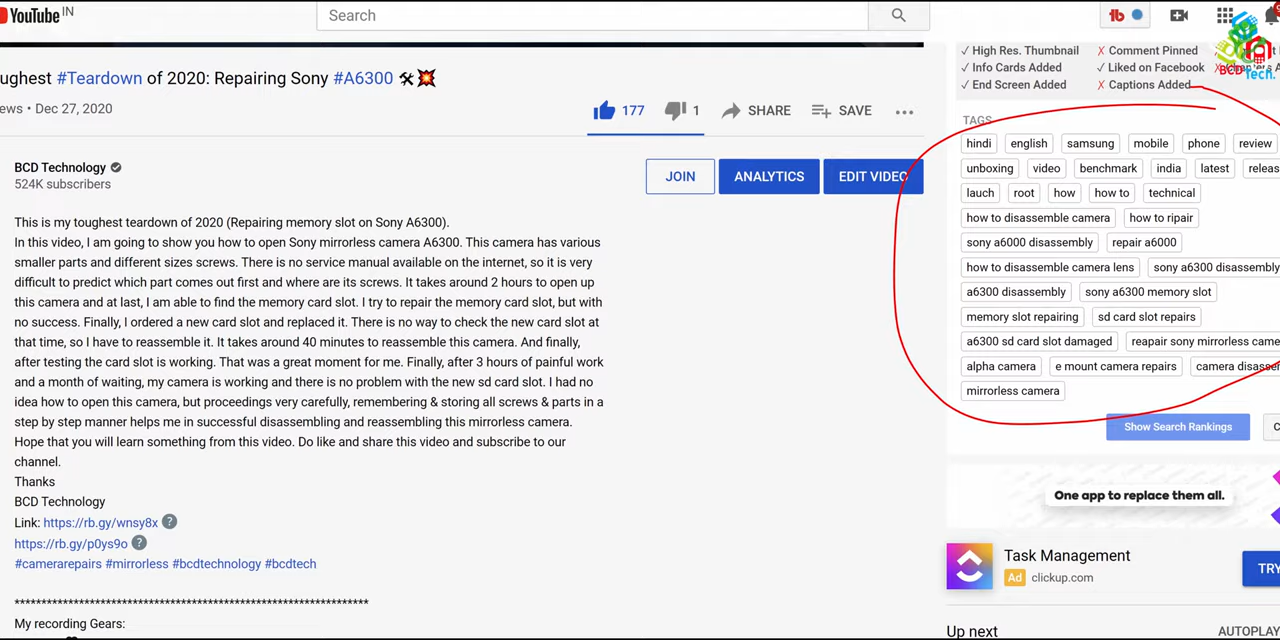 YouTube IN
Search
tb
BCD Tech.
oughest #Teardown of 2020: Repairing Sony #A6300
ews • Dec 27, 2020
177
1
SHARE
SAVE
BCD Technology
524K subscribers
JOIN
ANALYTICS
EDIT VIDEO
This is my toughest teardown of 2020 (Repairing memory slot on Sony A6300).
In this video, I am going to show you how to open Sony mirrorless camera A6300. This camera has various
smaller parts and different sizes screws. There is no service manual available on the internet, so it is very
difficult to predict which part comes out first and where are its screws. It takes around 2 hours to open up
this camera and at last, I am able to find the memory card slot. I try to repair the memory card slot, but with
no success. Finally, I ordered a new card slot and replaced it. There is no way to check the new card slot at
that time, so I have to reassemble it. It takes around 40 minutes to reassemble this camera. And finally,
after testing the card slot is working. That was a great moment for me. Finally, after 3 hours of painful work
and a month of waiting, my camera is working and there is no problem with the new sd card slot. I had no
idea how to open this camera, but proceedings very carefully, remembering & storing all screws & parts in a
step by step manner helps me in successful disassembling and reassembling this mirrorless camera.
Hope that you will learn something from this video. Do like and share this video and subscribe to our
channel.
Thanks
BCD Technology
Link: https://rb.gy/wnsy8x ?
https://rb.gy/p0ys9o ?
#camerarepairs #mirrorless #bcdtechnology #bcdtech
******************************************************************
My recording Gears:
✓ High Res. Thumbnail ✗ Comment Pinned
✓ Info Cards Added ✓ Liked on Facebook
✓ End Screen Added ✗ Captions Added
TAGS
hindi english samsung mobile phone review
unboxing video benchmark india latest releas
lauch root how how to technical
how to disassemble camera how to ripair
sony a6000 disassembly repair a6000
how to disassemble camera lens sony a6300 disassembly
a6300 disassembly sony a6300 memory slot
memory slot repairing sd card slot repairs
a6300 sd card slot damaged reapair sony mirrorless came
alpha camera e mount camera repairs camera disasse
mirrorless camera
Show Search Rankings
C
One app to replace them all.
Task Management
Ad clickup.com
TRY
Up next
AUTOPLAY